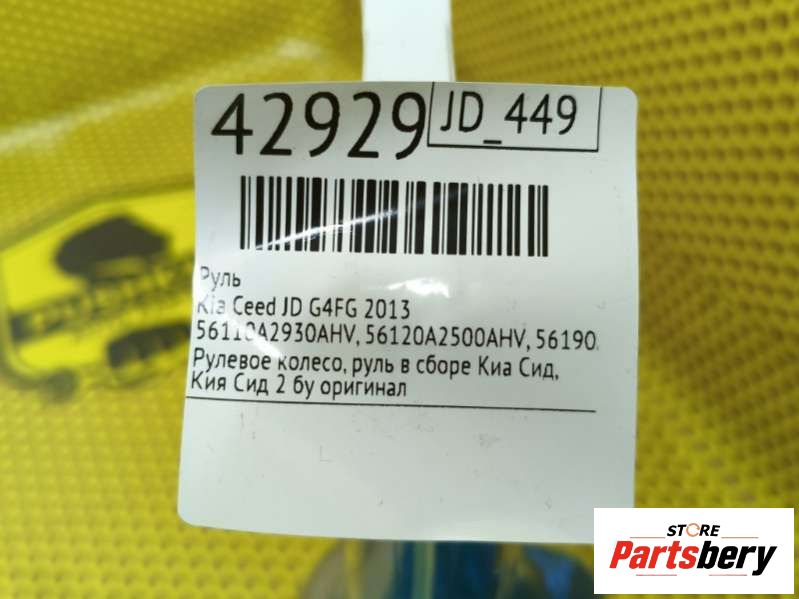 42929
JD_449
Руль
Kia Ceed JD G4FG 2013
56110A2930AHV, 56120A2500AHV, 56190
Рулевое колесо, руль в сборе Киа Сид,
Кия Сид 2 бу оригинал
STORE
Partsbery